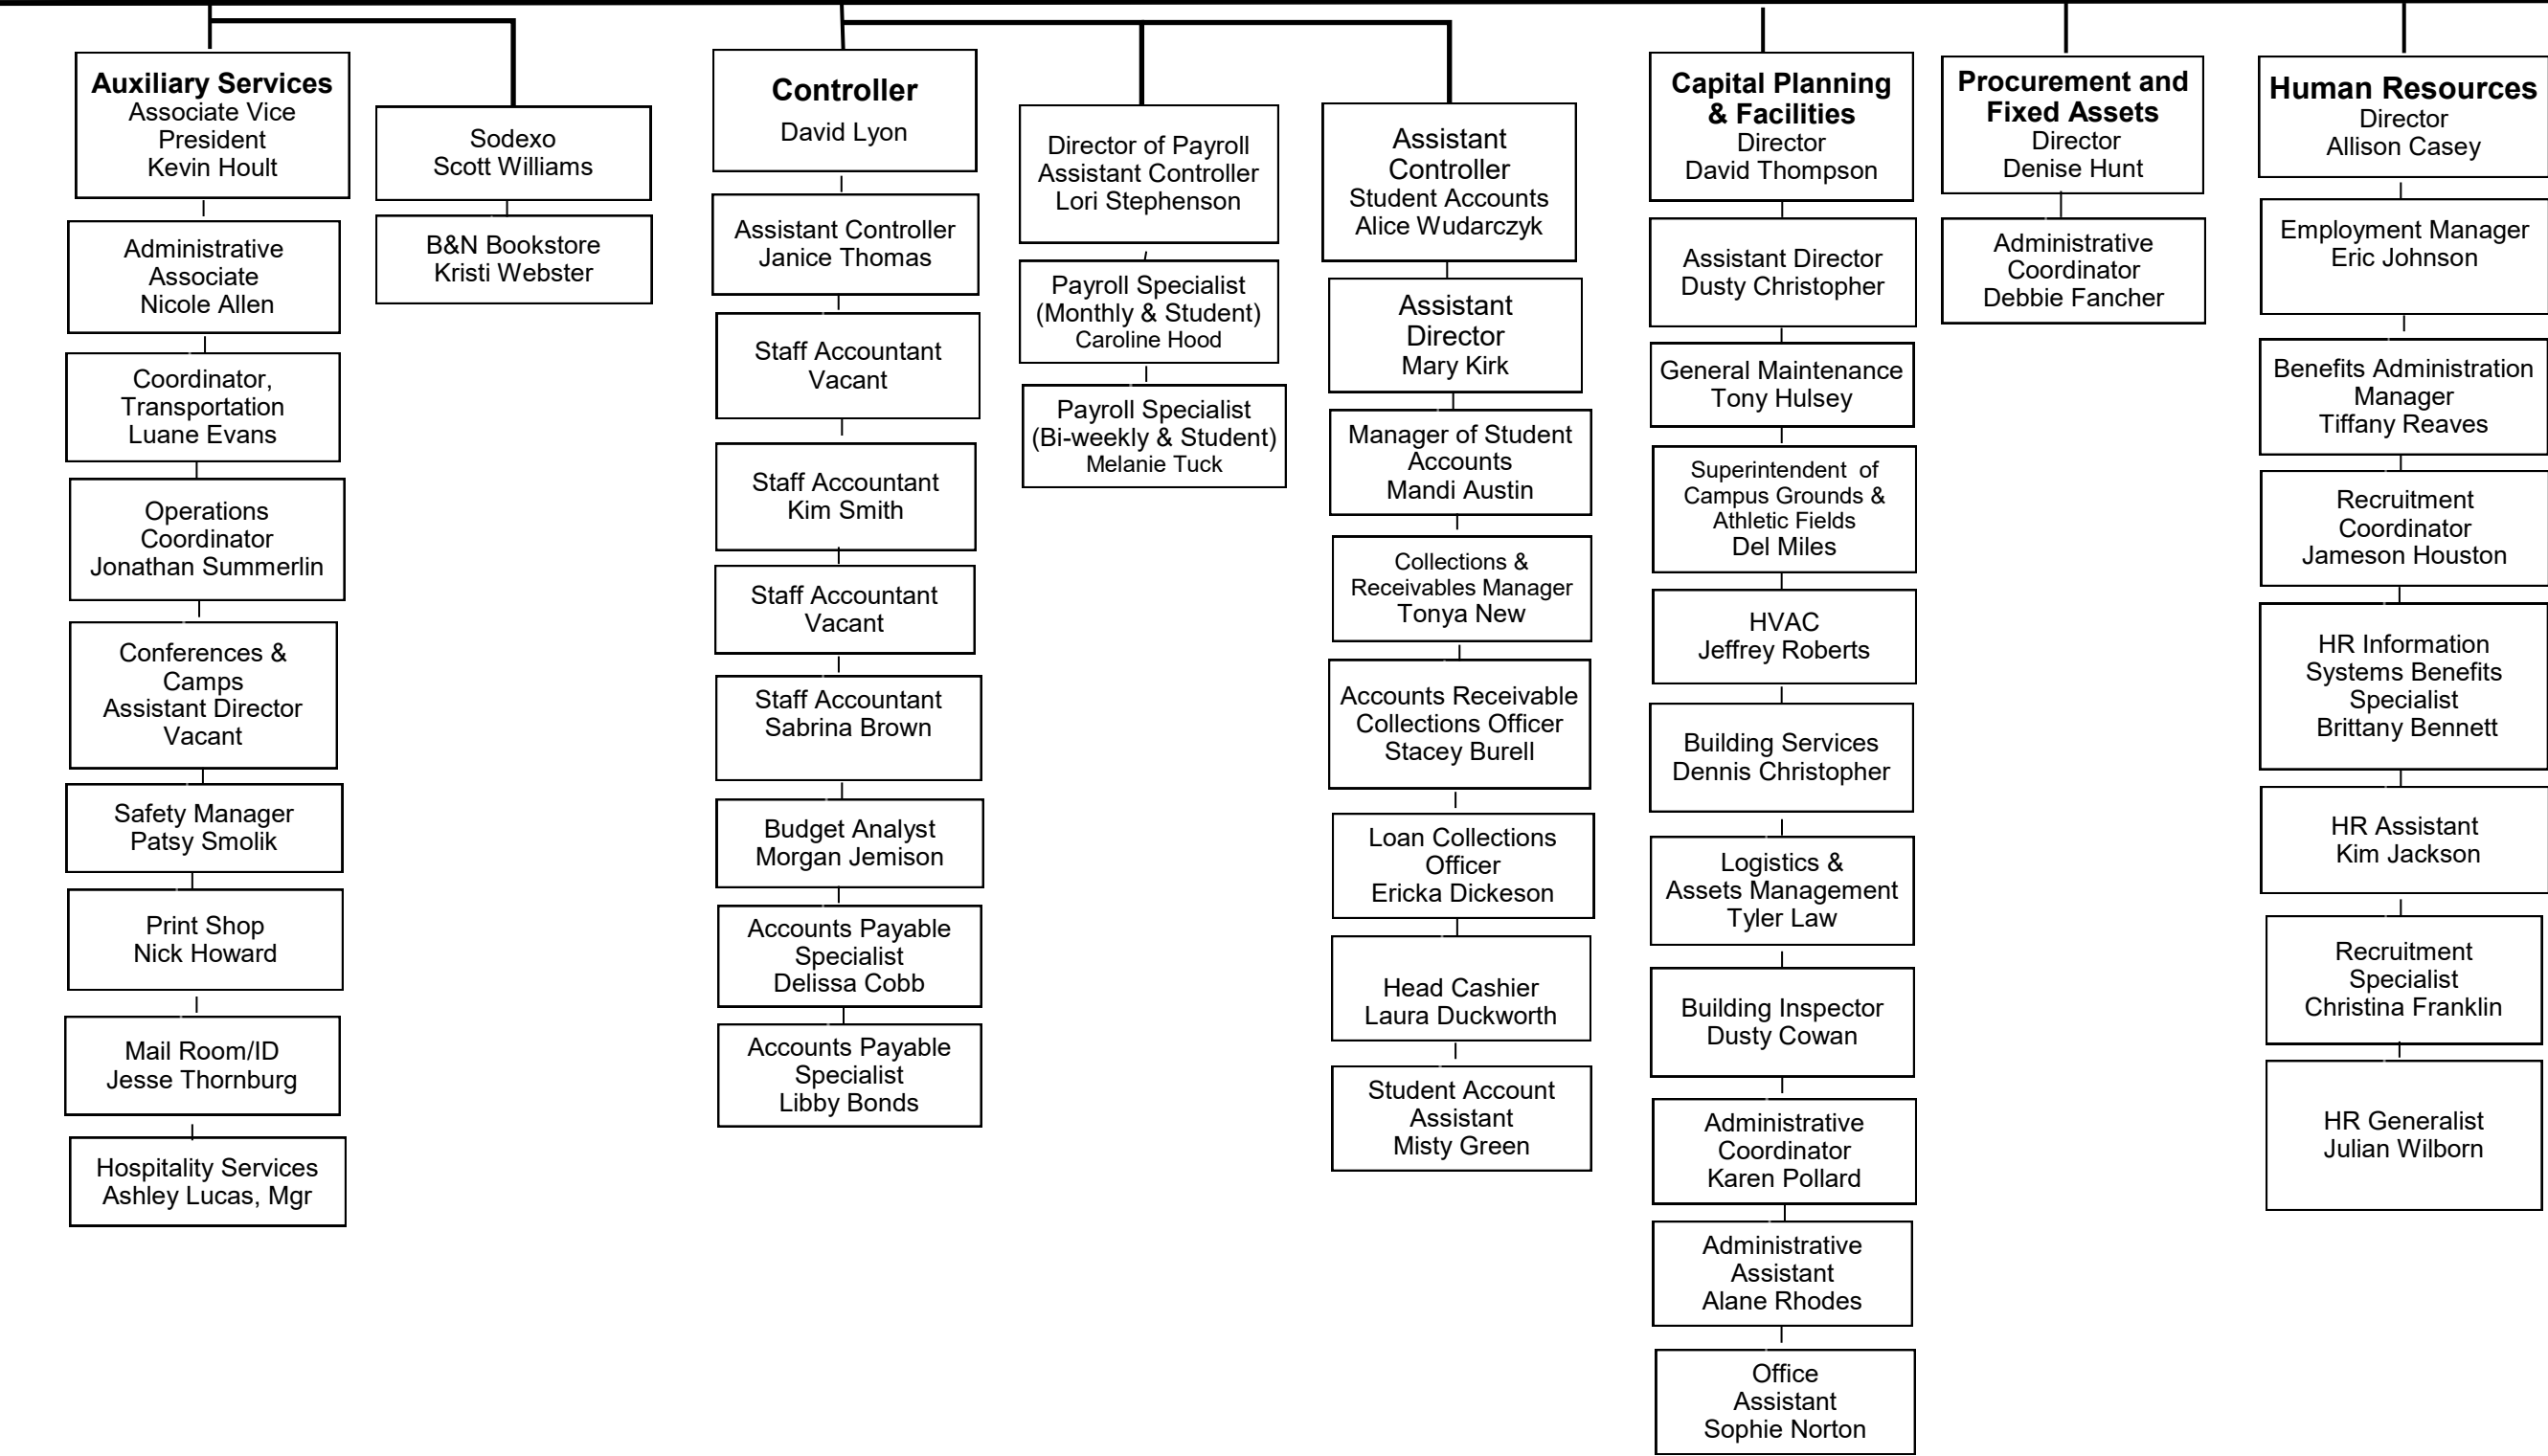 Auxiliary Services
Associate Vice
President
Kevin Hoult
Administrative
Associate
Nicole Allen
Coordinator,
Transportation
Luane Evans
Operations
Coordinator
Jonathan Summerlin
Conferences &
Camps
Assistant Director
Vacant
Safety Manager
Patsy Smolik
Print Shop
Nick Howard
Mail Room/ID
Jesse Thornburg
Hospitality Services
Ashley Lucas, Mgr
Sodexo
Scott Williams
B&N Bookstore
Kristi Webster
Controller
David Lyon
Assistant Controller
Janice Thomas
Staff Accountant
Vacant
Staff Accountant
Kim Smith
Staff Accountant
Vacant
Staff Accountant
Sabrina Brown
Budget Analyst
Morgan Jemison
Accounts Payable
Specialist
Delissa Cobb
Accounts Payable
Specialist
Libby Bonds
Director of Payroll
Assistant Controller
Lori Stephenson
Payroll Specialist
(Monthly & Student)
Caroline Hood
Payroll Specialist
(Bi-weekly & Student)
Melanie Tuck
Assistant
Controller
Student Accounts
Alice Wudarczyk
Assistant
Director
Mary Kirk
Manager of Student
Accounts
Mandi Austin
Collections &
Receivables Manager
Tonya New
Accounts Receivable
Collections Officer
Stacey Burell
Loan Collections
Officer
Ericka Dickeson
Head Cashier
Laura Duckworth
Student Account
Assistant
Misty Green
Capital Planning
& Facilities
Director
David Thompson
Assistant Director
Dusty Christopher
General Maintenance
Tony Hulsey
Superintendent of
Campus Grounds &
Athletic Fields
Del Miles
HVAC
Jeffrey Roberts
Building Services
Dennis Christopher
Logistics &
Assets Management
Tyler Law
Building Inspector
Dusty Cowan
Administrative
Coordinator
Karen Pollard
Administrative
Assistant
Alane Rhodes
Office
Assistant
Sophie Norton
Procurement and
Fixed Assets
Director
Denise Hunt
Administrative
Coordinator
Debbie Fancher
Human Resources
Director
Allison Casey
Employment Manager
Eric Johnson
Benefits Administration
Manager
Tiffany Reaves
Recruitment
Coordinator
Jameson Houston
HR Information
Systems Benefits
Specialist
Brittany Bennett
HR Assistant
Kim Jackson
Recruitment
Specialist
Christina Franklin
HR Generalist
Julian Wilborn